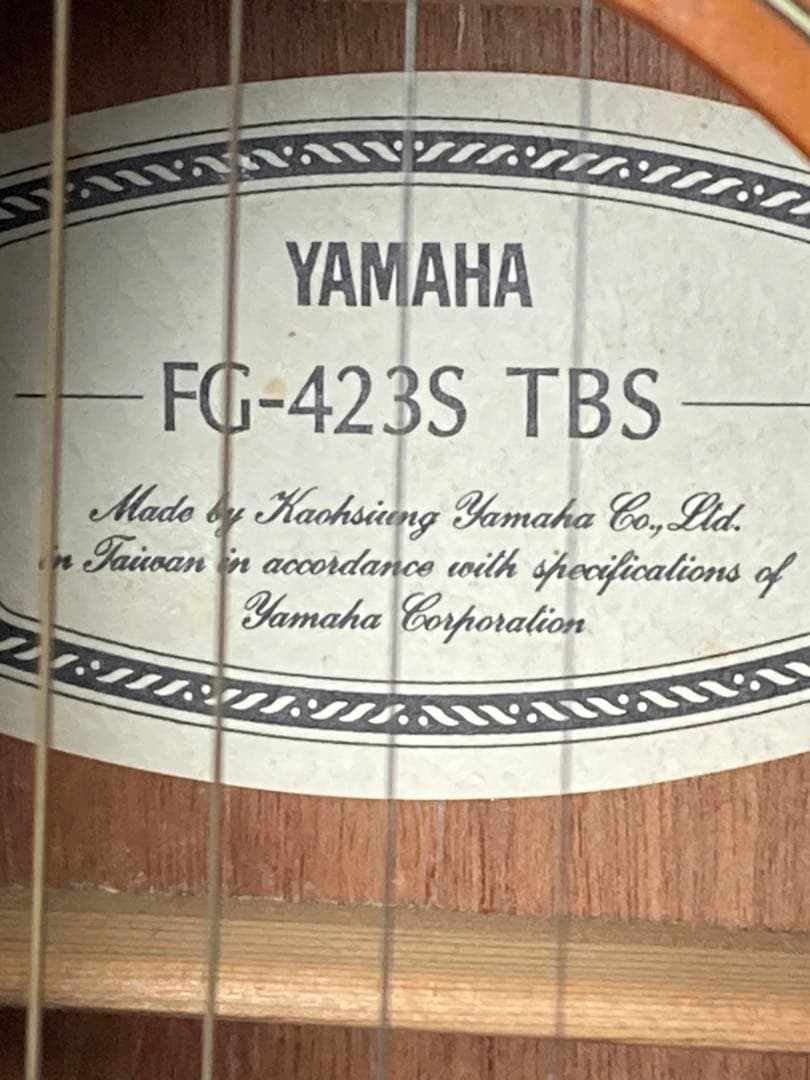 YAMAHA
FG-423S TBS
Made by Kaohsiung Yamaha Co., Ltd.
in Taiwan in accordance with specifications of
Yamaha Corporation